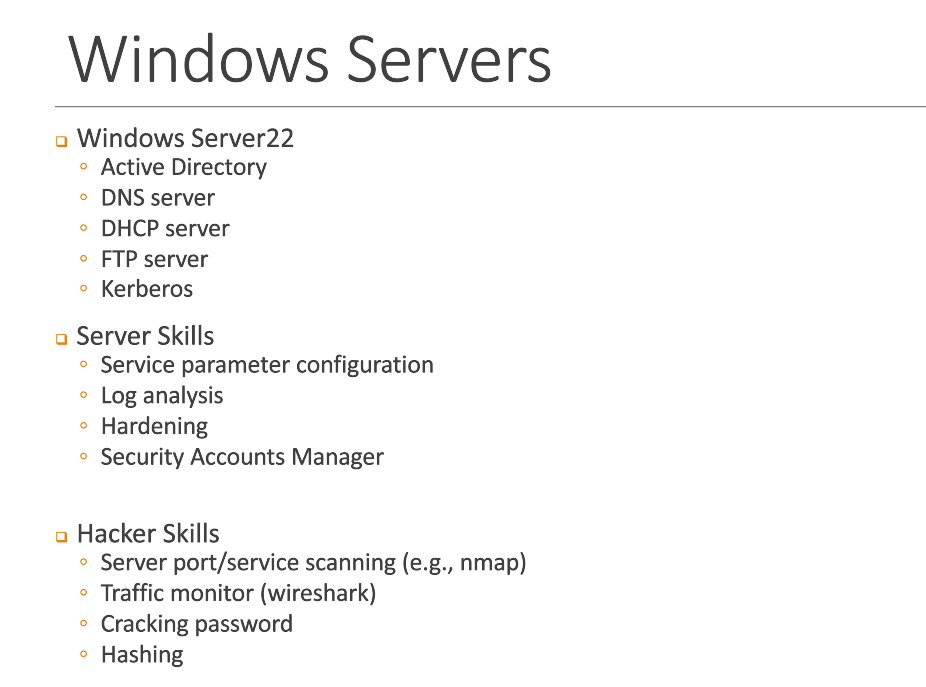 Windows Servers
Windows Server22
Active Directory
DNS server
DHCP server
FTP server
Kerberos
Server Skills
Service parameter configuration
Log analysis
Hardening
Security Accounts Manager
Hacker Skills
Server port/service scanning (e.g., nmap)
Traffic monitor (wireshark)
Cracking password
Hashing